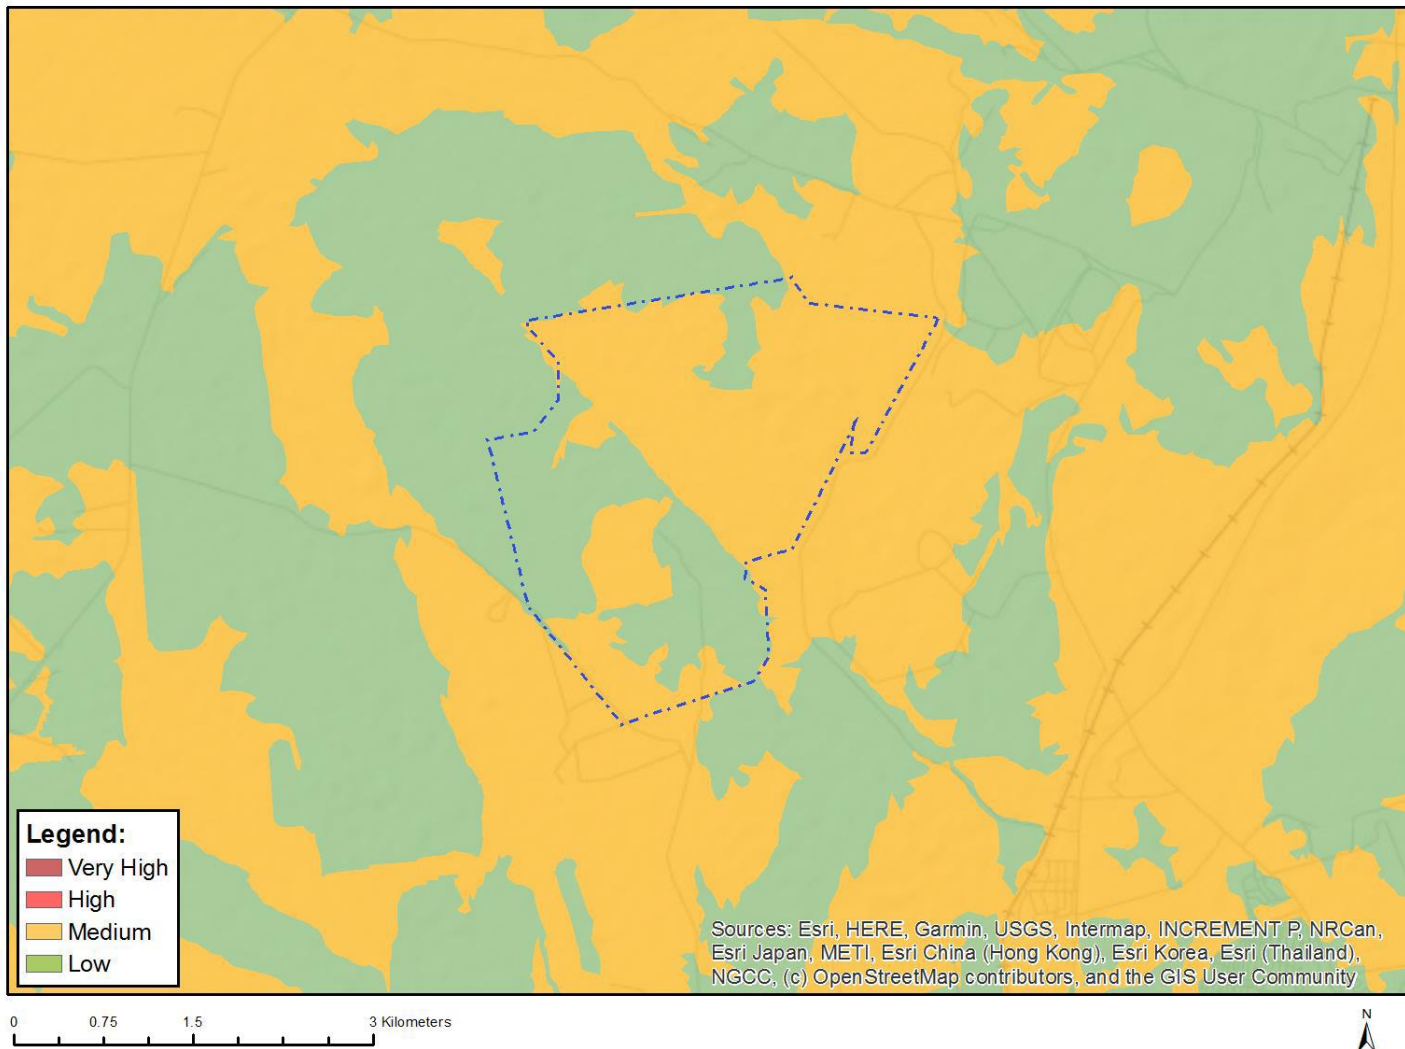 Legend:
Very High
High
Medium
Low
Sources: Esri, HERE, Garmin, USGS, Intermap, INCREMENT P, NRCan,
Esri Japan, METI, Esri China (Hong Kong), Esri Korea, Esri (Thailand),
NGCC, (c) OpenStreetMap contributors, and the GIS User Community
0 0.75 1.5 3 Kilometers
N